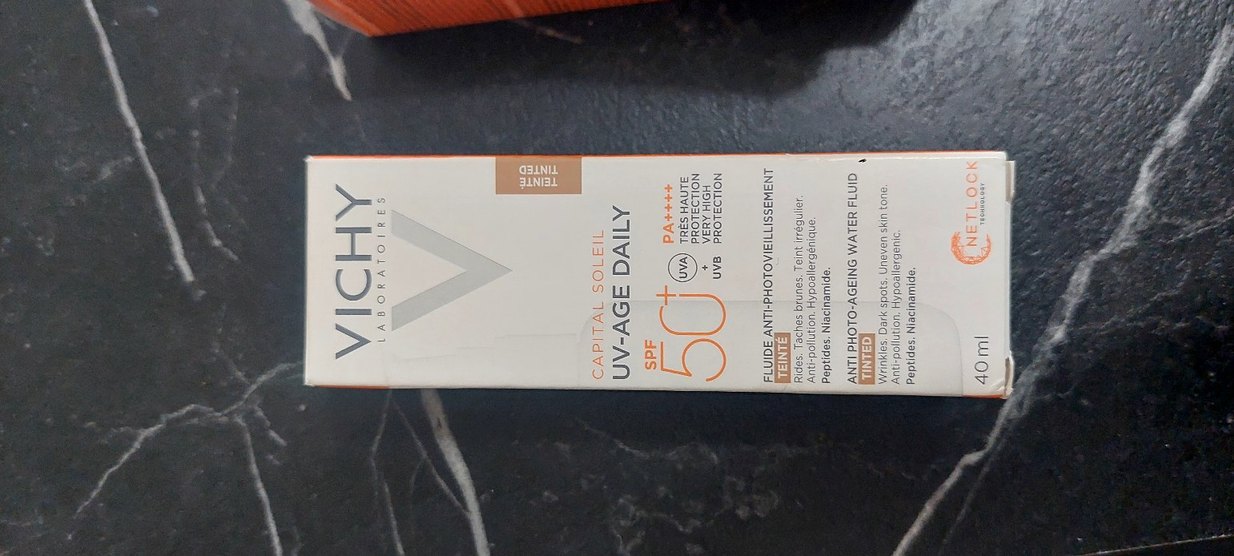 VICHY
LABORATOIRES
TEINTÉ
TINTED
CAPITAL SOLEIL
UV-AGE DAILY
SPF
50+
UVA
+
UVB
PA++++
TRÈS HAUTE
PROTECTION
VERY HIGH
PROTECTION
FLUIDE ANTI-PHOTOVIEILLISSEMENT
TEINTÉ
Rides. Taches brunes. Teint irrégulier.
Anti-pollution. Hypoallergénique.
Peptides. Niacinamide.
ANTI PHOTO-AGEING WATER FLUID
TINTED
Wrinkles. Dark spots. Uneven skin tone.
Anti-pollution. Hypoallergenic.
Peptides. Niacinamide.
40 ml
NETLOCK
TECHNOLOGY